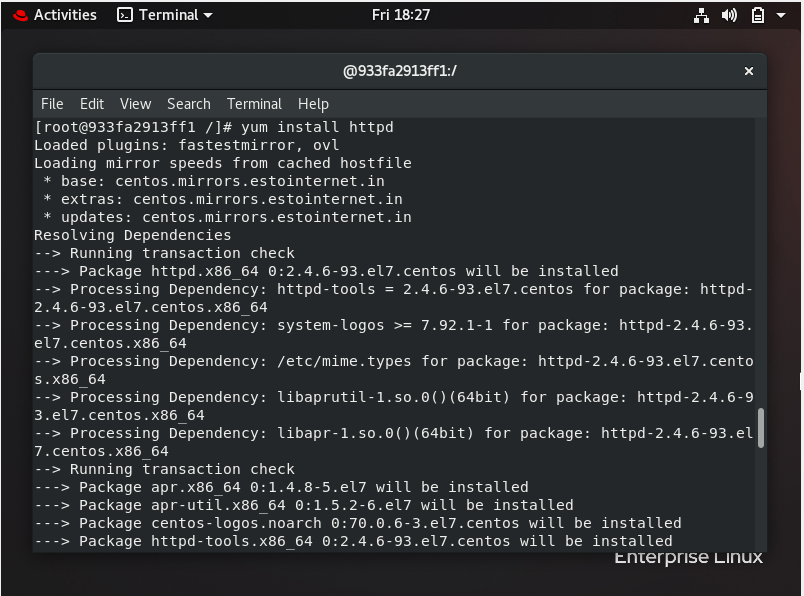 Activities Terminal Fri 18:27
@933fa2913ff1:/
File Edit View Search Terminal Help
[root@933fa2913ff1 /]# yum install httpd
Loaded plugins: fastestmirror, ovl
Loading mirror speeds from cached hostfile
 * base: centos.mirrors.estointernet.in
 * extras: centos.mirrors.estointernet.in
 * updates: centos.mirrors.estointernet.in
Resolving Dependencies
--> Running transaction check
---> Package httpd.x86_64 0:2.4.6-93.el7.centos will be installed
--> Processing Dependency: httpd-tools = 2.4.6-93.el7.centos for package: httpd-
2.4.6-93.el7.centos.x86_64
--> Processing Dependency: system-logos >= 7.92.1-1 for package: httpd-2.4.6-93.
el7.centos.x86_64
--> Processing Dependency: /etc/mime.types for package: httpd-2.4.6-93.el7.cento
s.x86_64
--> Processing Dependency: libaprutil-1.so.0()(64bit) for package: httpd-2.4.6-9
3.el7.centos.x86_64
--> Processing Dependency: libapr-1.so.0()(64bit) for package: httpd-2.4.6-93.el
7.centos.x86_64
--> Running transaction check
---> Package apr.x86_64 0:1.4.8-5.el7 will be installed
---> Package apr-util.x86_64 0:1.5.2-6.el7 will be installed
---> Package centos-logos.noarch 0:70.0.6-3.el7.centos will be installed
---> Package httpd-tools.x86_64 0:2.4.6-93.el7.centos will be installed
Enterprise Linux